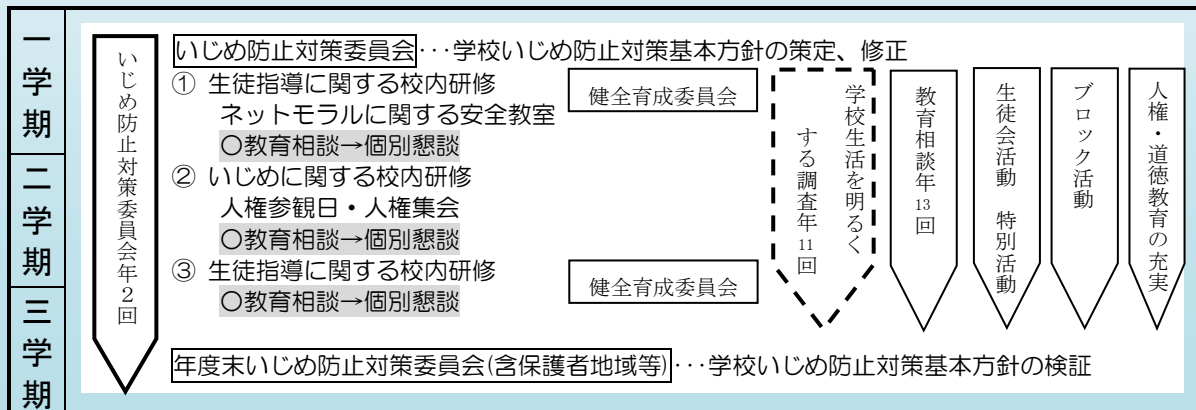 一学期
二学期
三学期
いじめ防止対策委員会年2回
いじめ防止対策委員会･･･学校いじめ防止対策基本方針の策定、修正
① 生徒指導に関する校内研修
ネットモラルに関する安全教室
〇教育相談→個別懇談
② いじめに関する校内研修
人権参観日・人権集会
〇教育相談→個別懇談
③ 生徒指導に関する校内研修
〇教育相談→個別懇談
健全育成委員会
健全育成委員会
学校生活を明るく
する調査年11回
教育相談年13回
生徒会活動 特別活動
ブロック活動
人権・道徳教育の充実
年度末いじめ防止対策委員会(含保護者地域等)･･･学校いじめ防止対策基本方針の検証